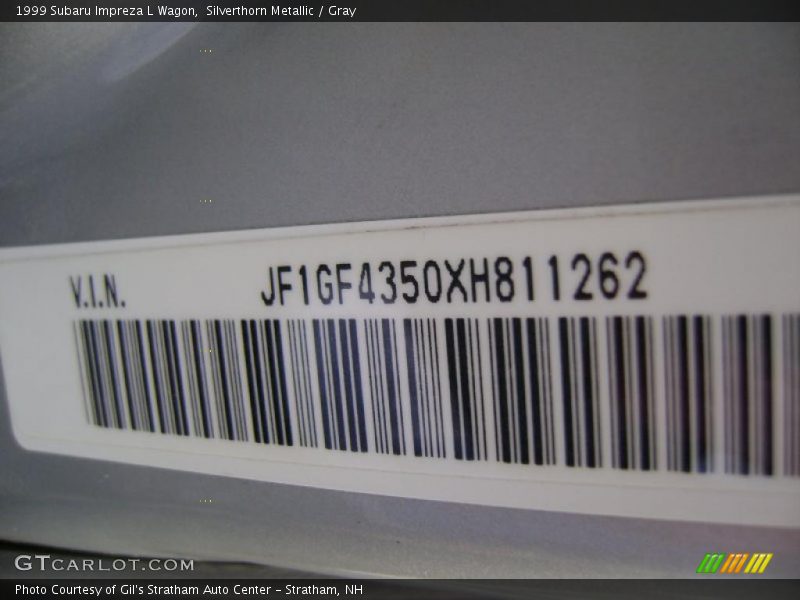 1999 Subaru Impreza L Wagon,  Silverthorn Metallic / Gray
V.I.N. JF1GF4350XH811262
GTCARLOT.COM
Photo Courtesy of Gil's Stratham Auto Center - Stratham, NH